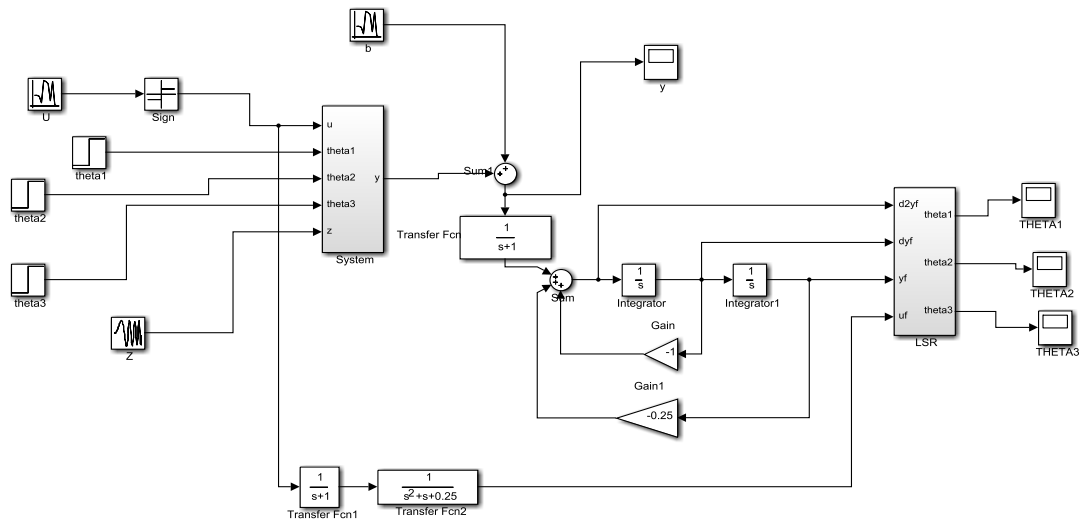 b
y
U
Sign
theta1
theta2
theta3
Z
u
theta1
theta2
theta3
z
y
System
Sum1
Transfer Fcn
1
s+1
Sum
1
s
Integrator
1
s
Integrator1
Gain
-1
Gain1
-0.25
d2yf
dyf
yf
uf
theta1
theta2
theta3
LSR
THETA1
THETA2
THETA3
1
s+1
Transfer Fcn1
1
s²+s+0.25
Transfer Fcn2